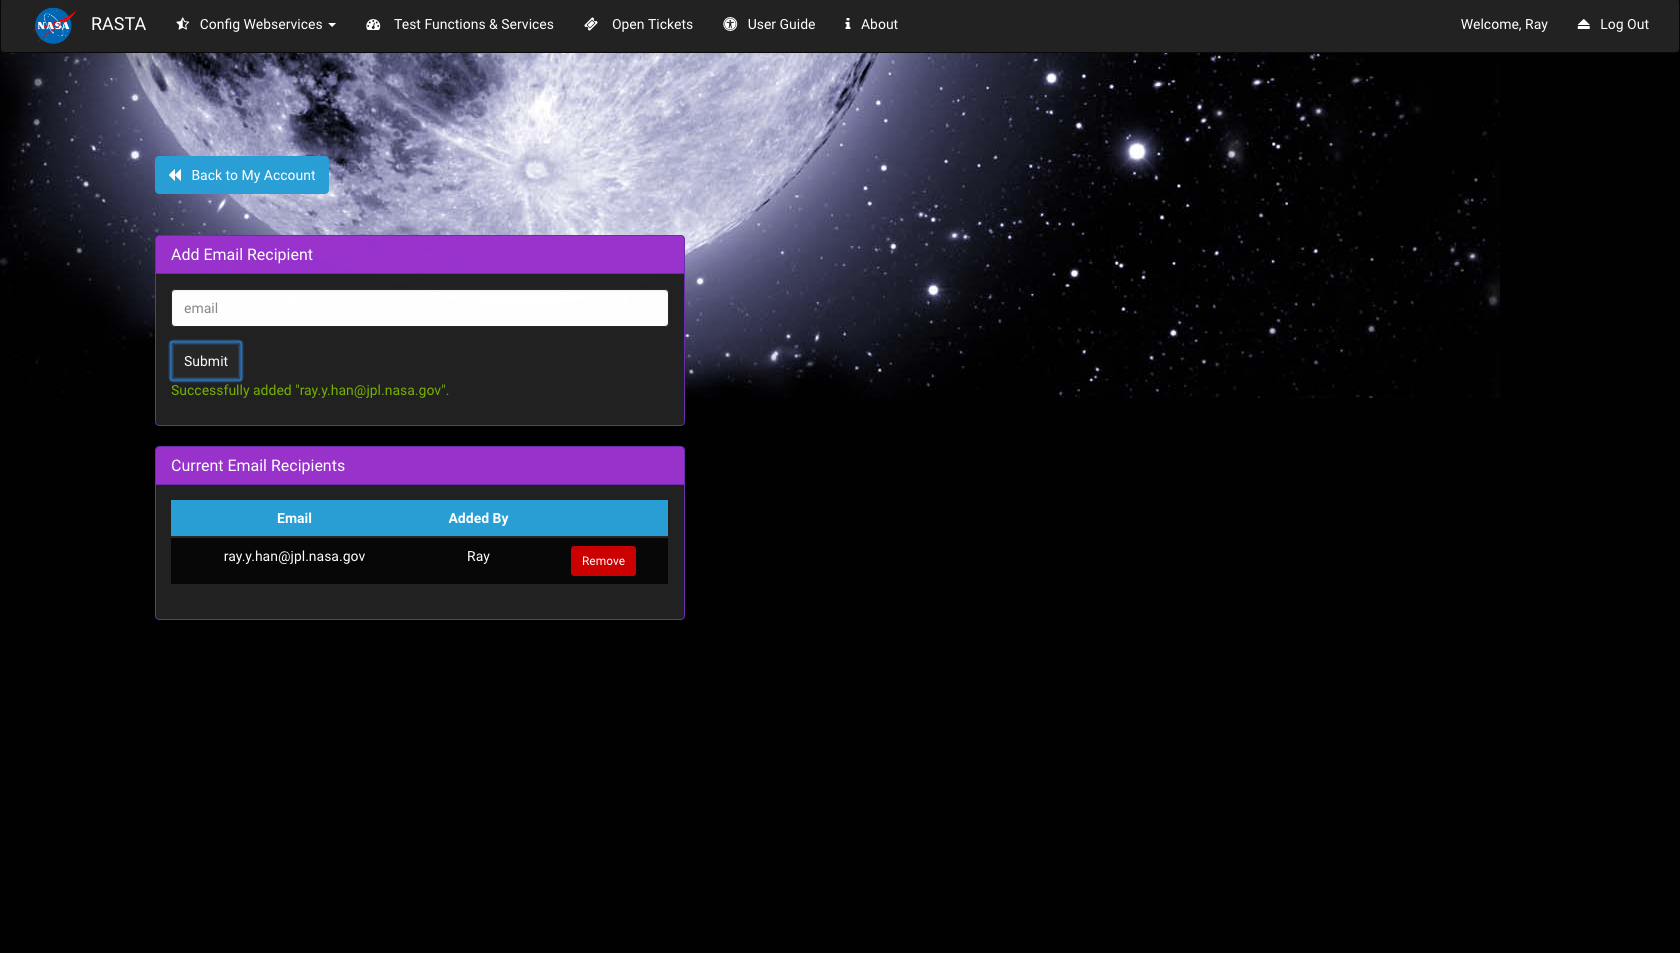 NASA RASTA Config Webservices Test Functions & Services Open Tickets User Guide About Welcome, Ray Log Out
Back to My Account
Add Email Recipient
email
Submit
Successfully added "ray.y.han@jpl.nasa.gov".
Current Email Recipients
Email Added By
ray.y.han@jpl.nasa.gov Ray Remove